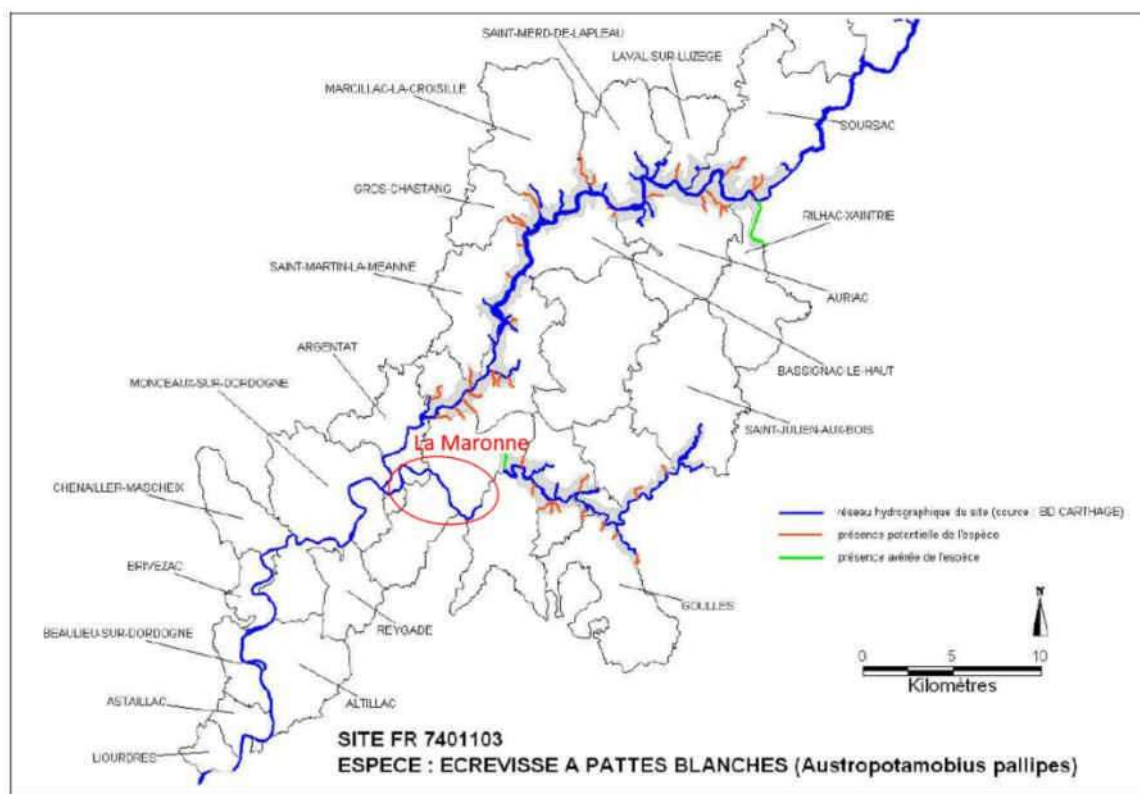 SAINT-MERD-DE-LAPLEAU
LAVAL-SUR-LUZEGE
MARCILLAC-LA-CROISILLE
SOURSAC
GROS-CHASTANG
RILHAC-XAINTRIE
SAINT-MARTIN-LA-MEANNE
AURIAC
ARGENTAT
BASSIGNAC-LE-HAUT
MONCEAUX-SUR-DORDOGNE
SAINT-JULIEN-AUX-BOIS
La Maronne
CHENAILLER-MASCHEIX
réseau hydrographique du site (source : BD CARTHAGE)
présence potentielle de l'espèce
présence avérée de l'espèce
BRIVEZAC
GOULLES
N
BEAULIEU-SUR-DORDOGNE
REYGADE
0 5 10
Kilomètres
ASTAILLAC
ALTILLAC
LIOURDRES
SITE FR 7401103
ESPECE : ECREVISSE A PATTES BLANCHES (Austropotamobius pallipes)